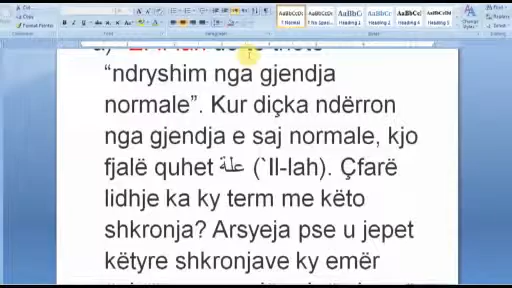 “ndryshim nga gjendja
normale”. Kur diçka ndërron
nga gjendja e saj normale, kjo
fjalë quhet علة (`Il-lah). Çfarë
lidhje ka ky term me këto
shkronja? Arsyeja pse u jepet
këtyre shkronjave ky emër